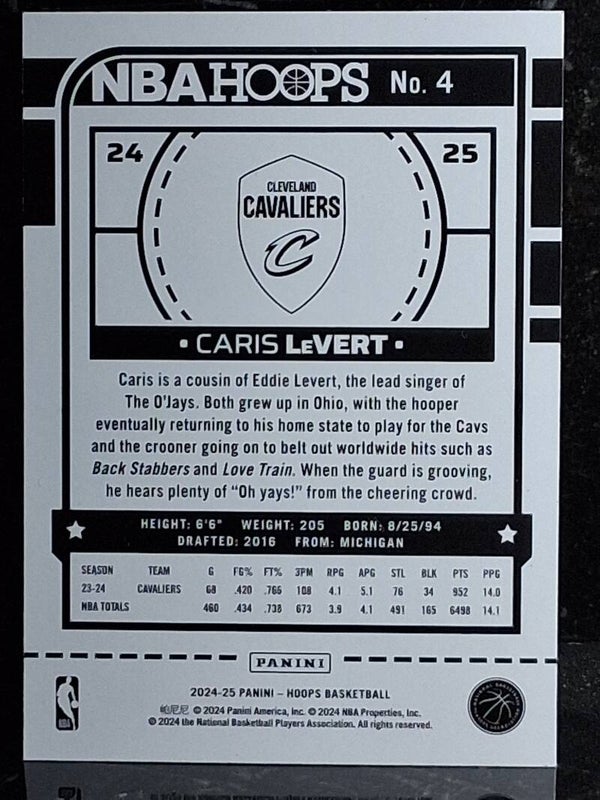 NBA HOOPS No. 4
24 25
CLEVELAND
CAVALIERS
C
• CARIS LeVERT •
Caris is a cousin of Eddie Levert, the lead singer of
The O'Jays. Both grew up in Ohio, with the hooper
eventually returning to his home state to play for the Cavs
and the crooner going on to belt out worldwide hits such as
Back Stabbers and Love Train. When the guard is grooving,
he hears plenty of “Oh yays!” from the cheering crowd.
HEIGHT: 6'6" WEIGHT: 205 BORN: 8/25/94
DRAFTED: 2016 FROM: MICHIGAN
SEASON TEAM G FG% FT% 3PM RPG APG STL BLK PTS PPG
23-24 CAVALIERS 68 .420 .766 108 4.1 5.1 76 34 952 14.0
NBA TOTALS 460 .434 .738 673 3.9 4.1 491 165 6498 14.1
PANINI
2024-25 PANINI – HOOPS BASKETBALL
帕尼尼 © 2024 Panini America, Inc. © 2024 NBA Properties, Inc.
© 2024 the National Basketball Players Association. All rights reserved.
NBA